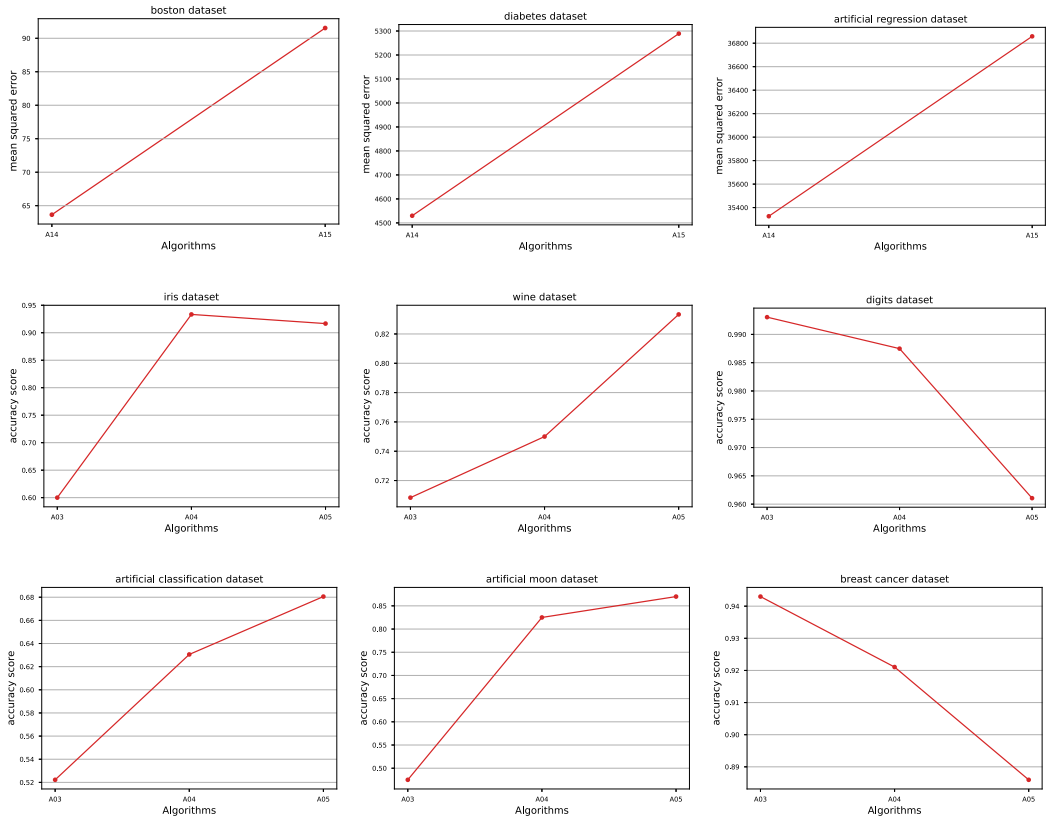 boston dataset
mean squared error
90
85
80
75
70
65
A14
A15
Algorithms
diabetes dataset
mean squared error
5300
5200
5100
5000
4900
4800
4700
4600
4500
A14
A15
Algorithms
artificial regression dataset
mean squared error
36800
36600
36400
36200
36000
35800
35600
35400
A14
A15
Algorithms
iris dataset
accuracy score
0.95
0.90
0.85
0.80
0.75
0.70
0.65
0.60
A03
A04
A05
Algorithms
wine dataset
accuracy score
0.82
0.80
0.78
0.76
0.74
0.72
A03
A04
A05
Algorithms
digits dataset
accuracy score
0.990
0.985
0.980
0.975
0.970
0.965
0.960
A03
A04
A05
Algorithms
artificial classification dataset
accuracy score
0.68
0.66
0.64
0.62
0.60
0.58
0.56
0.54
0.52
A03
A04
A05
Algorithms
artificial moon dataset
accuracy score
0.85
0.80
0.75
0.70
0.65
0.60
0.55
0.50
A03
A04
A05
Algorithms
breast cancer dataset
accuracy score
0.94
0.93
0.92
0.91
0.90
0.89
A03
A04
A05
Algorithms